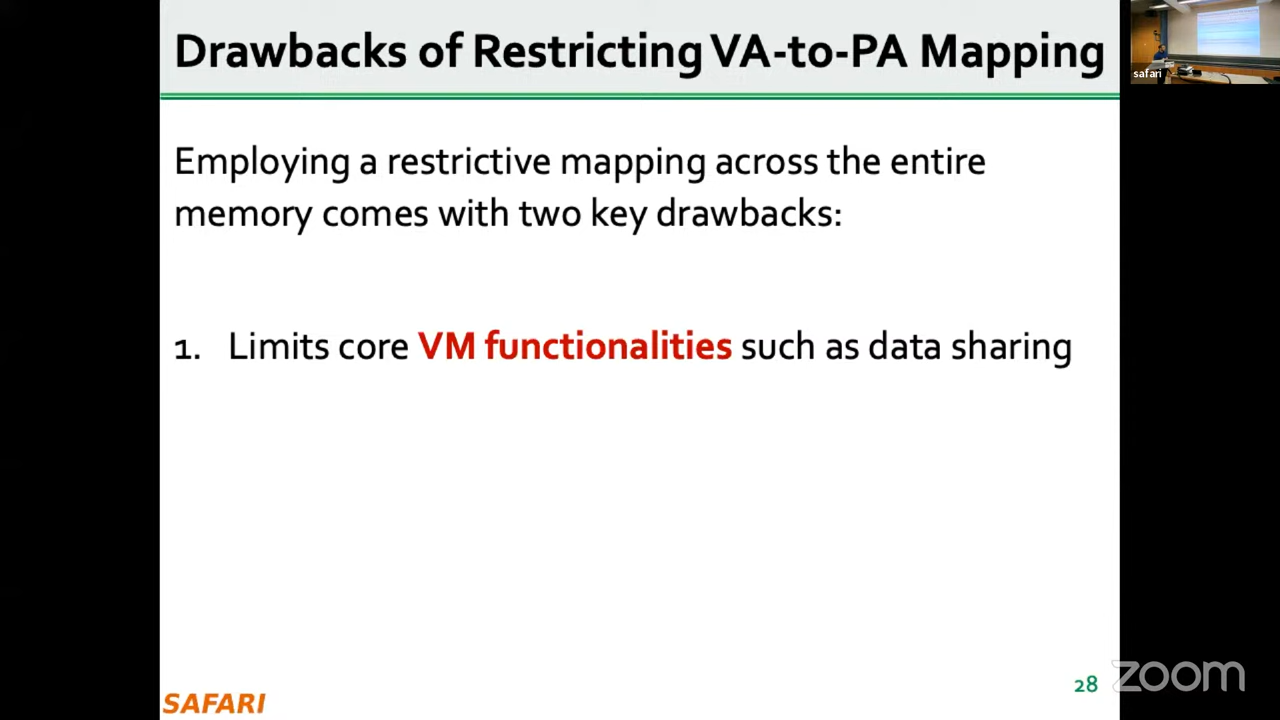 Drawbacks of Restricting VA-to-PA Mapping
safari
Employing a restrictive mapping across the entire
memory comes with two key drawbacks:
1. Limits core VM functionalities such as data sharing
SAFARI
28
zoom